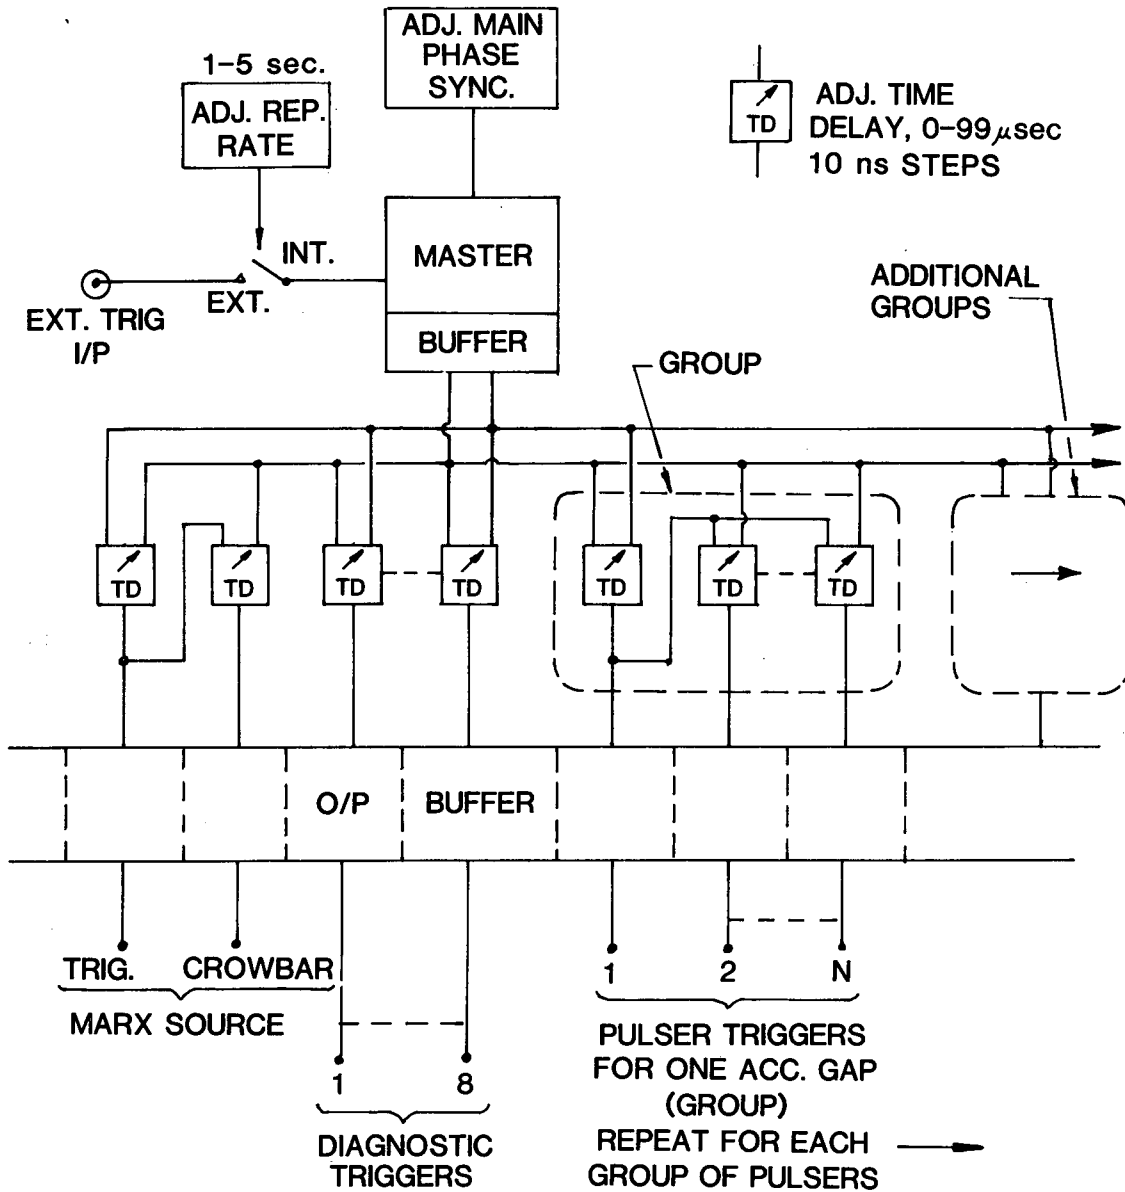 ADJ. MAIN
PHASE
SYNC.
1–5 sec.
ADJ. REP.
RATE
TD
ADJ. TIME
DELAY, 0–99μsec
10 ns STEPS
INT.
EXT.
EXT. TRIG
I/P
MASTER
BUFFER
ADDITIONAL
GROUPS
GROUP
TD
TD
TD
TD
TD
TD
TD
O/P
BUFFER
TRIG.
CROWBAR
MARX SOURCE
1
8
DIAGNOSTIC
TRIGGERS
1
2
N
PULSER TRIGGERS
FOR ONE ACC. GAP
(GROUP)
REPEAT FOR EACH
GROUP OF PULSERS